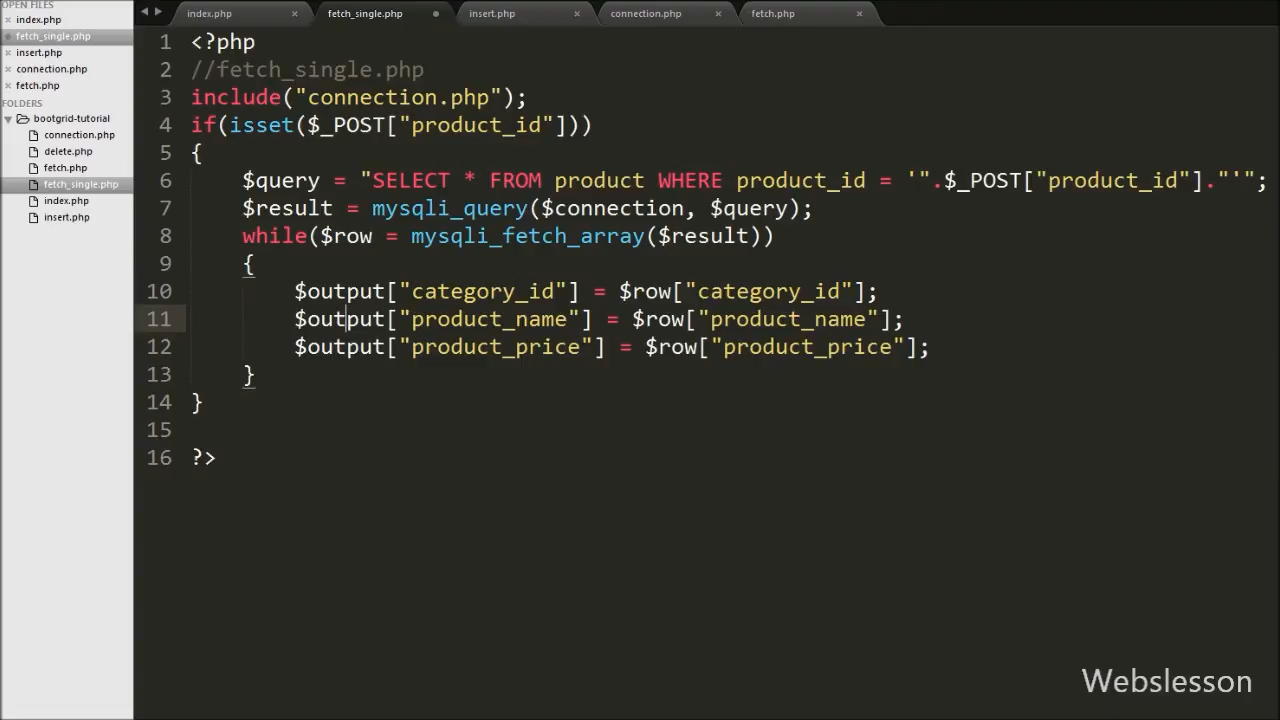 OPEN FILES
index.php
fetch_single.php
insert.php
connection.php
fetch.php
FOLDERS
bootgrid-tutorial
connection.php
delete.php
fetch.php
fetch_single.php
index.php
insert.php
index.php fetch_single.php insert.php connection.php fetch.php
1 <?php
2 //fetch_single.php
3 include("connection.php");
4 if(isset($_POST["product_id"]))
5 {
6 $query = "SELECT * FROM product WHERE product_id = '".$_POST["product_id"]."'";
7 $result = mysqli_query($connection, $query);
8 while($row = mysqli_fetch_array($result))
9 {
10 $output["category_id"] = $row["category_id"];
11 $output["product_name"] = $row["product_name"];
12 $output["product_price"] = $row["product_price"];
13 }
14 }
15
16 ?>
Webslesson